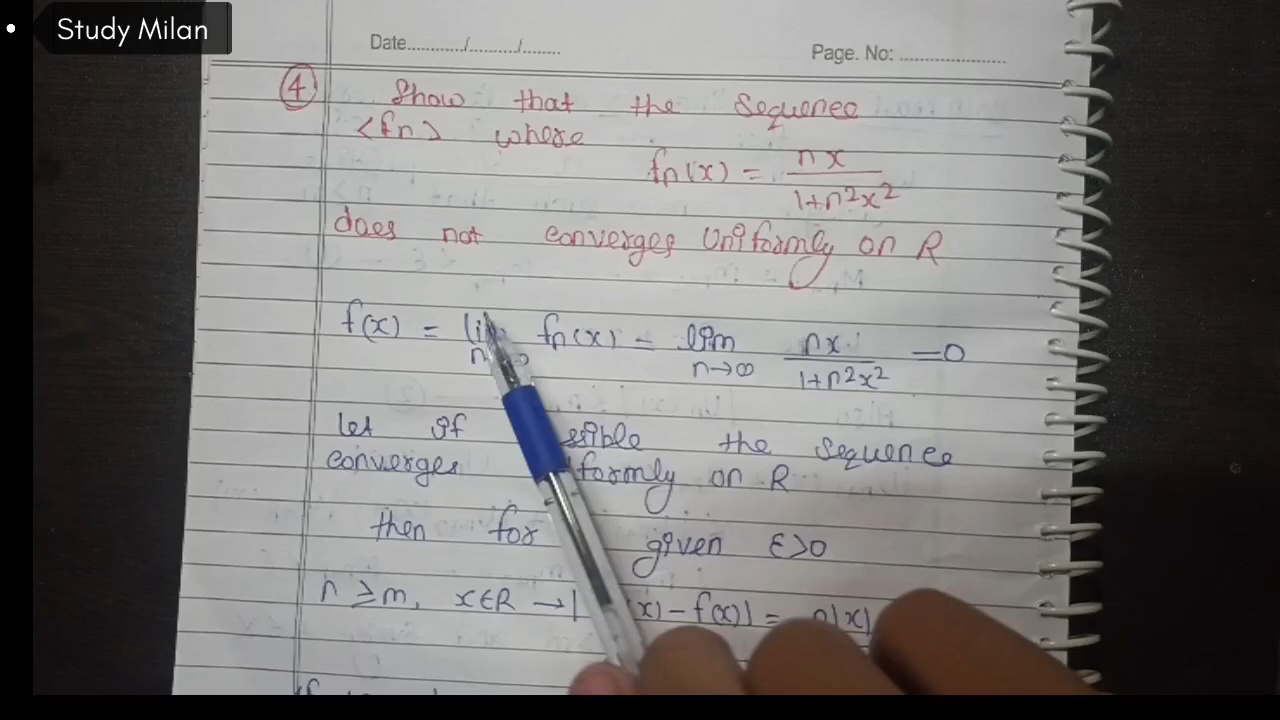 Study Milan
Date.........../........../........
Page. No: ......................
④ Show that the Sequence
<fn> where
fn(x) = nx / 1+n²x²
does not converges Uniformly on R
f(x) = lim fn(x) = lim nx / 1+n²x² = 0
n→∞
let if the sequence
converges on R
then for given ε>0
n ≥ m, x∈R → | (x) - f(x)| = n|x|